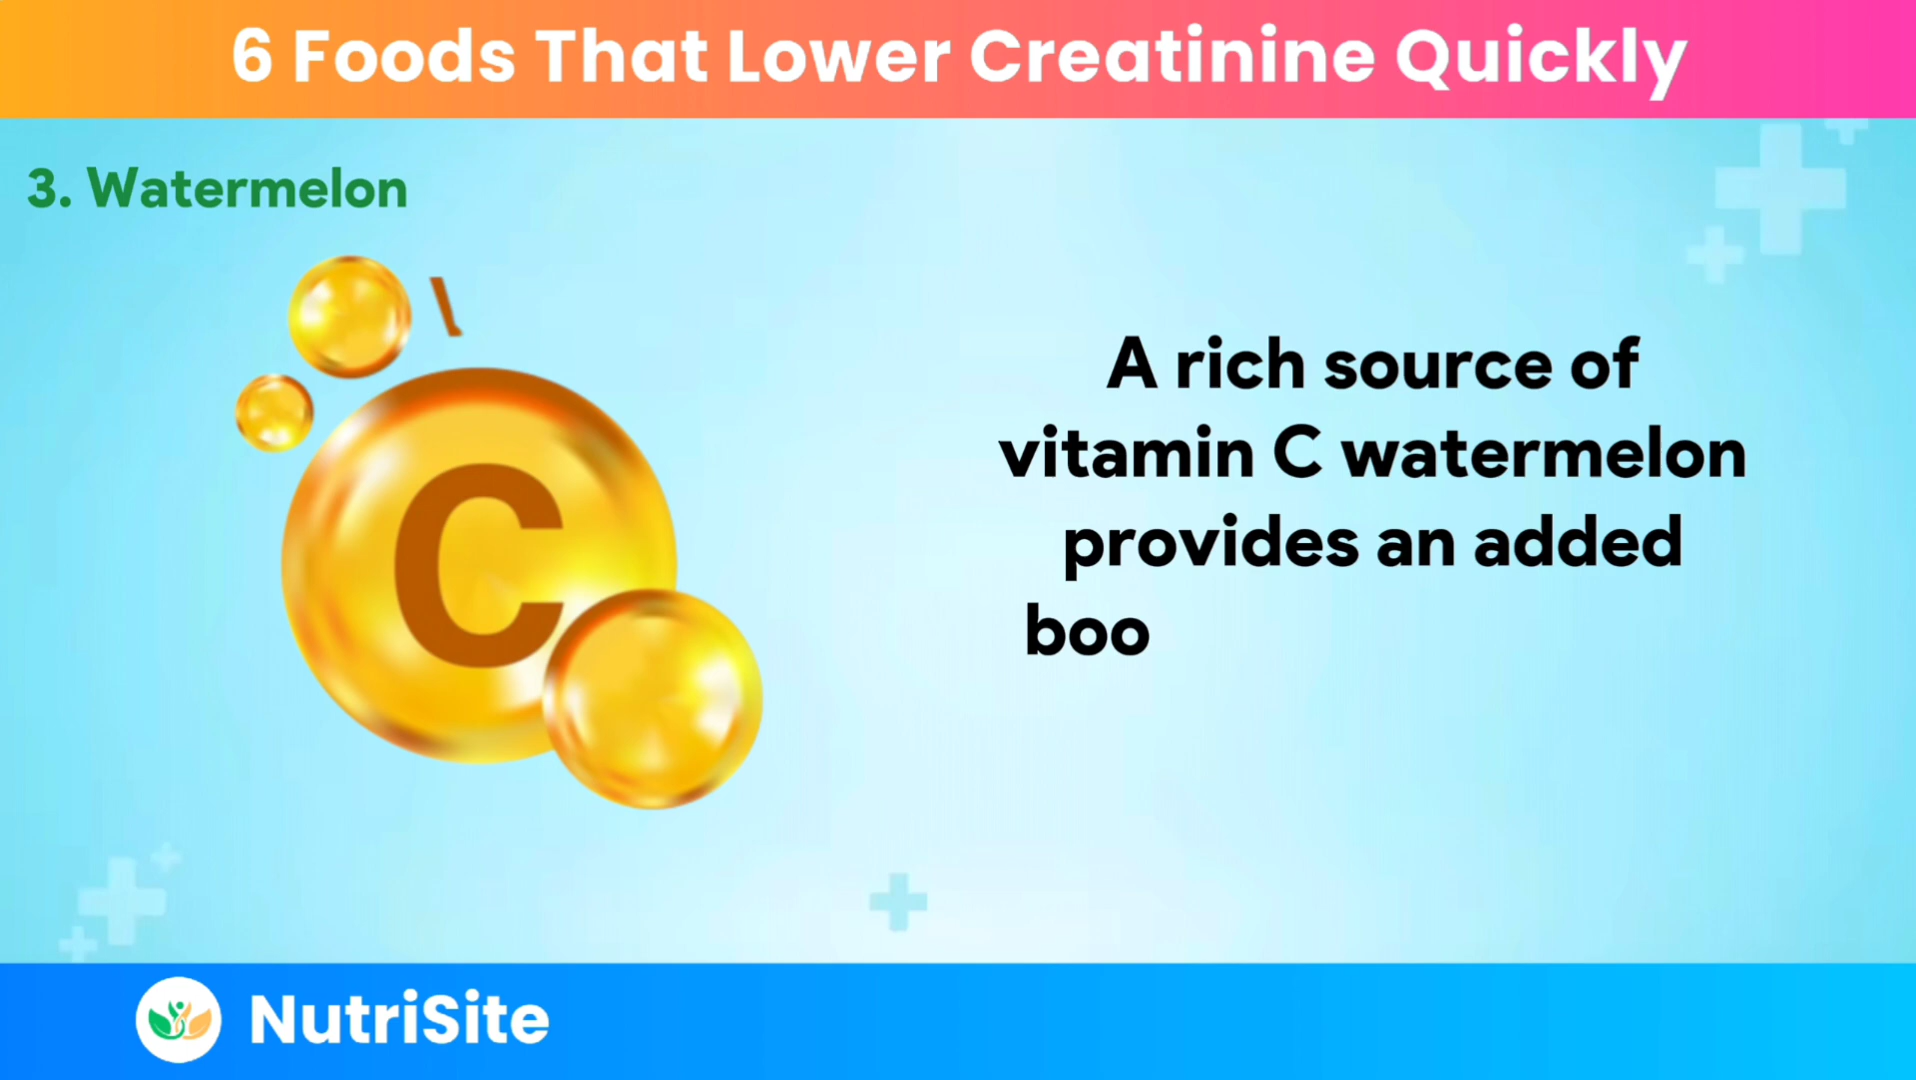 6 Foods That Lower Creatinine Quickly
3. Watermelon
C
A rich source of
vitamin C watermelon
provides an added
boo
NutriSite